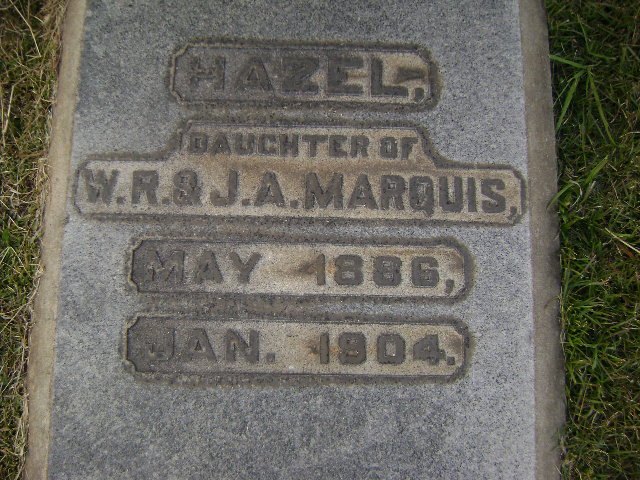 HAZEL,
DAUGHTER OF
W.R.& J.A. MARQUIS,
MAY 1886,
JAN. 1904.